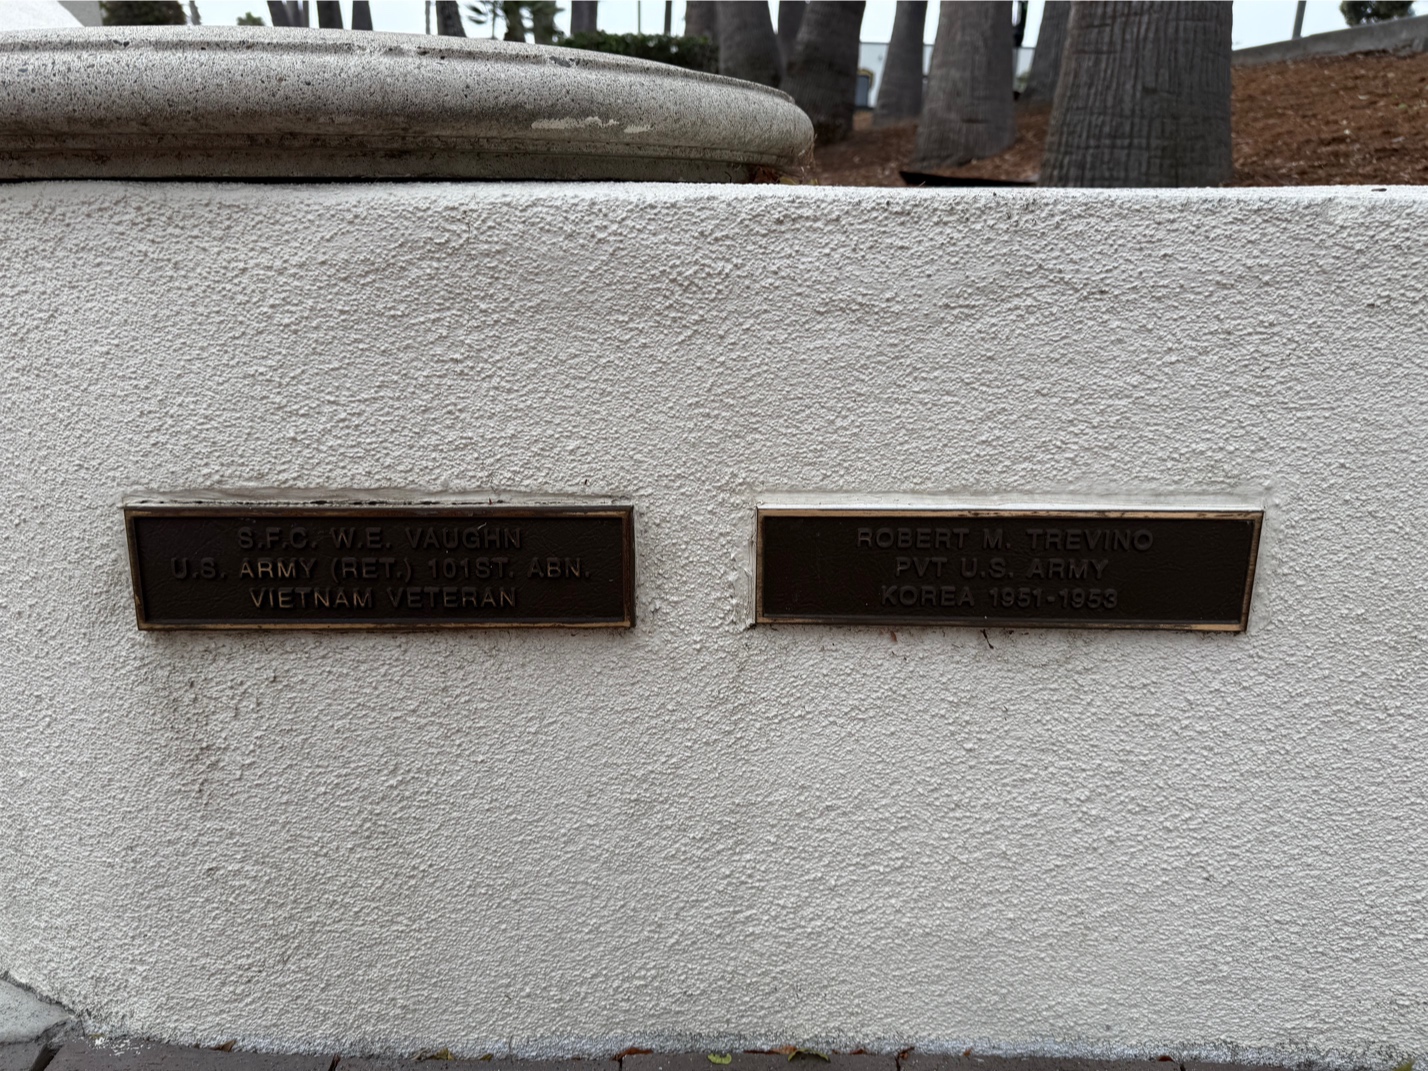 S.F.C. W.E. VAUGHN
U.S. ARMY (RET.) 101ST. ABN.
VIETNAM VETERAN
ROBERT M. TREVINO
PVT U.S. ARMY
KOREA 1951-1953